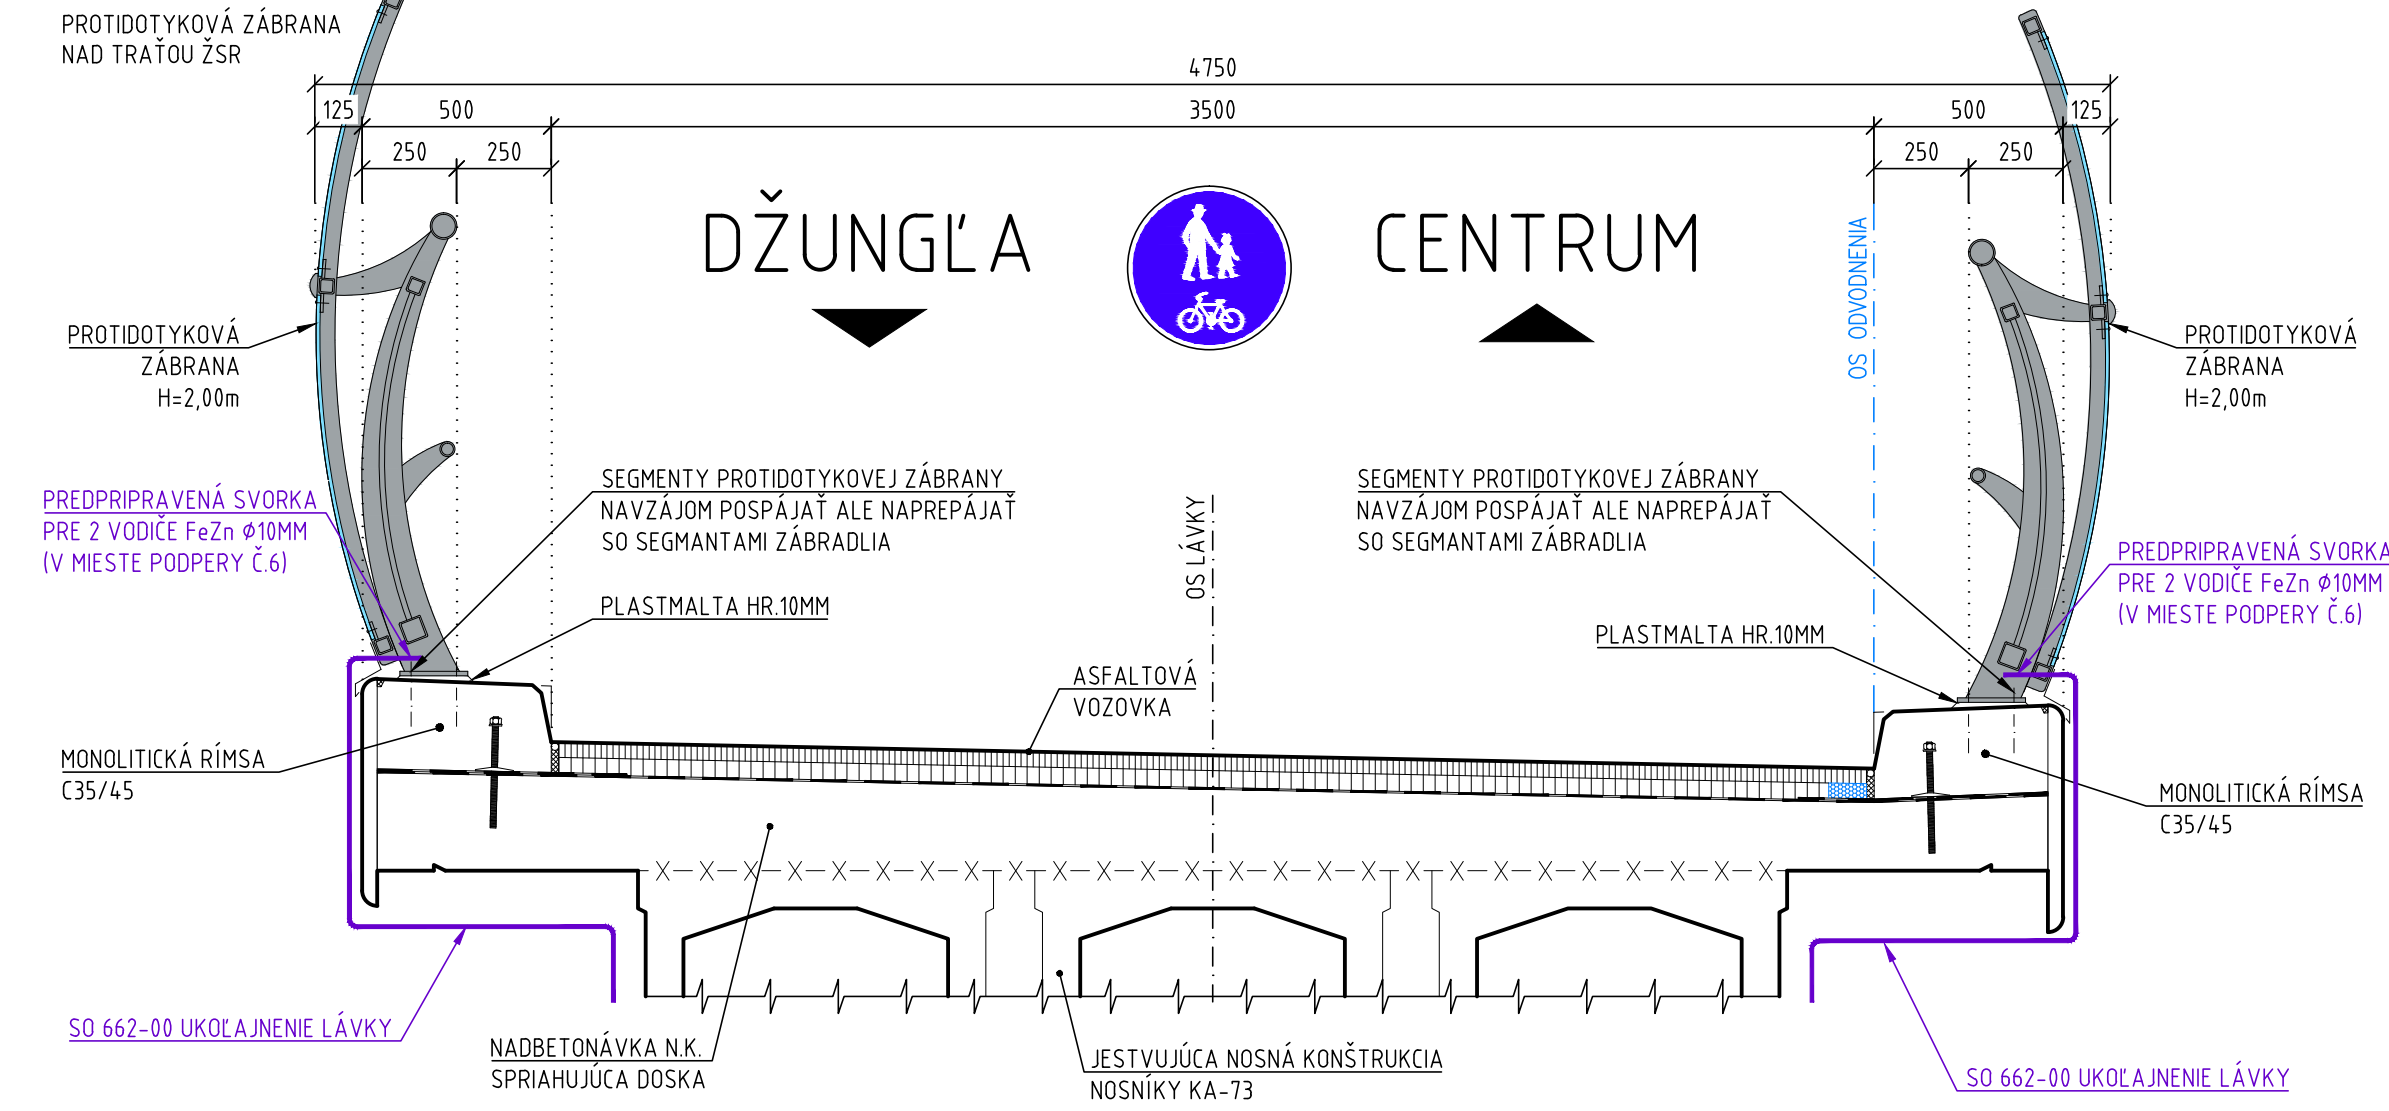 PROTIDOTYKOVÁ ZÁBRANA
NAD TRAŤOU ŽSR
4750
125
500
3500
500
125
250
250
250
250
DŽUNGĽA
CENTRUM
OS ODVODNENIA
PROTIDOTYKOVÁ
ZÁBRANA
H=2,00m
PROTIDOTYKOVÁ
ZÁBRANA
H=2,00m
PREDPRIPRAVENÁ SVORKA
PRE 2 VODIČE FeZn Ø10MM
(V MIESTE PODPERY Č.6)
SEGMENTY PROTIDOTYKOVEJ ZÁBRANY
NAVZÁJOM POSPÁJAŤ ALE NAPREPÁJAŤ
SO SEGMANTAMI ZÁBRADLIA
PLASTMALTA HR.10MM
OS LÁVKY
SEGMENTY PROTIDOTYKOVEJ ZÁBRANY
NAVZÁJOM POSPÁJAŤ ALE NAPREPÁJAŤ
SO SEGMANTAMI ZÁBRADLIA
PREDPRIPRAVENÁ SVORKA
PRE 2 VODIČE FeZn Ø10MM
(V MIESTE PODPERY Č.6)
PLASTMALTA HR.10MM
ASFALTOVÁ
VOZOVKA
MONOLITICKÁ RÍMSA
C35/45
MONOLITICKÁ RÍMSA
C35/45
SO 662-00 UKOĽAJNENIE LÁVKY
NADBETONÁVKA N.K.
SPRIAHUJÚCA DOSKA
JESTVUJÚCA NOSNÁ KONŠTRUKCIA
NOSNÍKY KA-73
SO 662-00 UKOĽAJNENIE LÁVKY